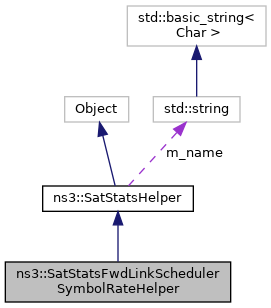 std::basic_string<
Char >
Object
std::string
m_name
ns3::SatStatsHelper
ns3::SatStatsFwdLinkScheduler
SymbolRateHelper